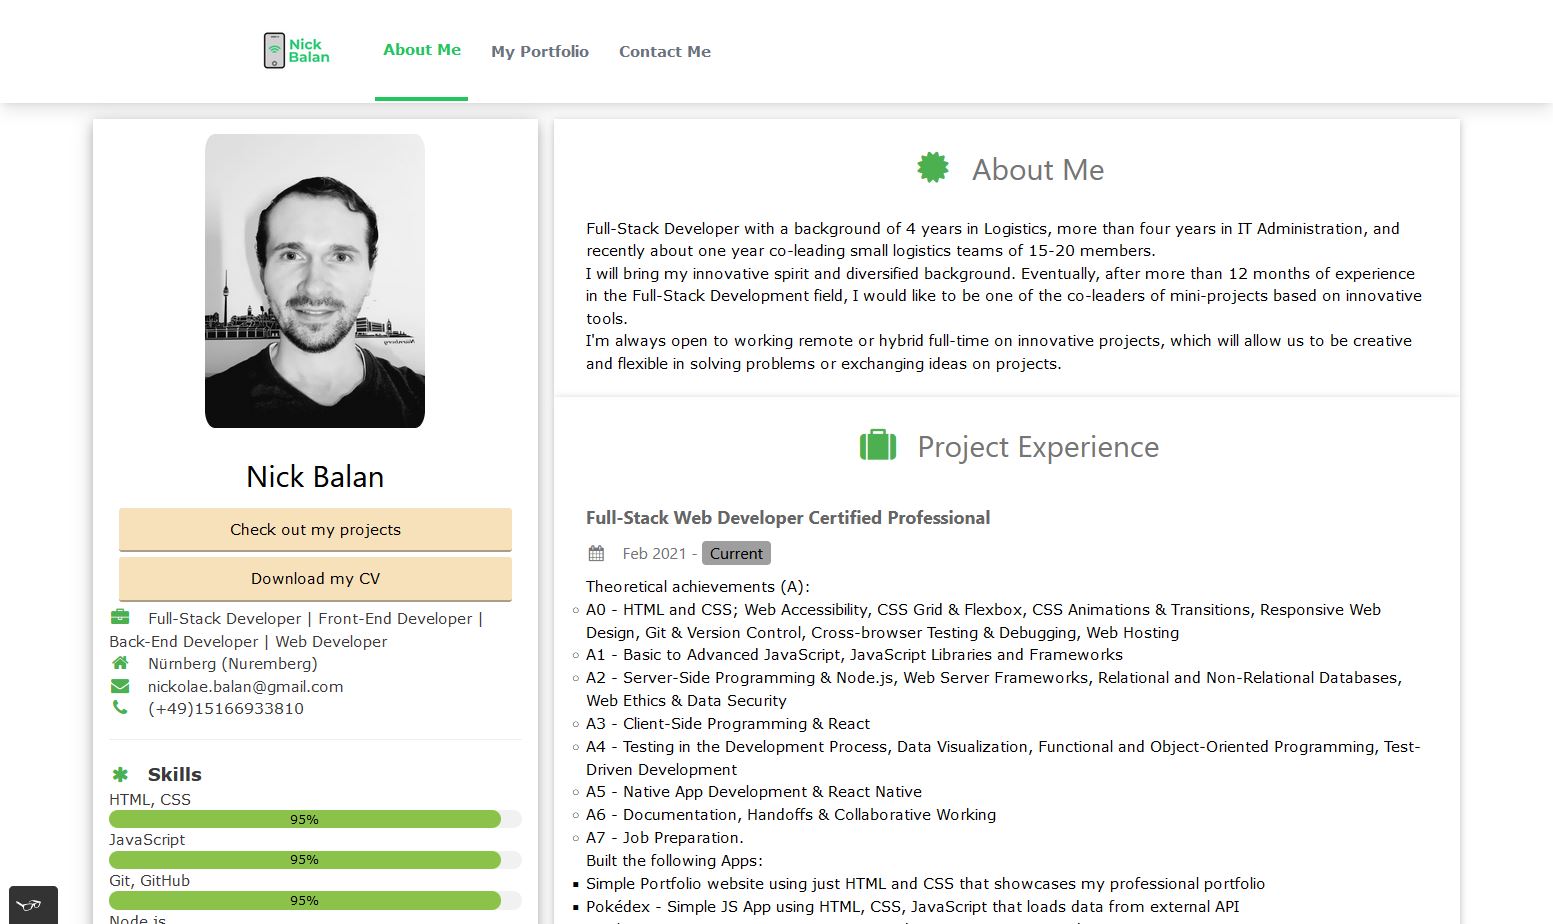 Nick
Balan
About Me
My Portfolio
Contact Me
Nürnberg
Nick Balan
Check out my projects
Download my CV
Full-Stack Developer | Front-End Developer |
Back-End Developer | Web Developer
Nürnberg (Nuremberg)
nickolae.balan@gmail.com
(+49)15166933810
Skills
HTML, CSS
95%
JavaScript
95%
Git, GitHub
95%
Node.js
About Me
Full-Stack Developer with a background of 4 years in Logistics, more than four years in IT Administration, and
recently about one year co-leading small logistics teams of 15-20 members.
I will bring my innovative spirit and diversified background. Eventually, after more than 12 months of experience
in the Full-Stack Development field, I would like to be one of the co-leaders of mini-projects based on innovative
tools.
I'm always open to working remote or hybrid full-time on innovative projects, which will allow us to be creative
and flexible in solving problems or exchanging ideas on projects.
Project Experience
Full-Stack Web Developer Certified Professional
Feb 2021 - Current
Theoretical achievements (A):
A0 - HTML and CSS; Web Accessibility, CSS Grid & Flexbox, CSS Animations & Transitions, Responsive Web
Design, Git & Version Control, Cross-browser Testing & Debugging, Web Hosting
A1 - Basic to Advanced JavaScript, JavaScript Libraries and Frameworks
A2 - Server-Side Programming & Node.js, Web Server Frameworks, Relational and Non-Relational Databases,
Web Ethics & Data Security
A3 - Client-Side Programming & React
A4 - Testing in the Development Process, Data Visualization, Functional and Object-Oriented Programming, Test-
Driven Development
A5 - Native App Development & React Native
A6 - Documentation, Handoffs & Collaborative Working
A7 - Job Preparation.
Built the following Apps:
Simple Portfolio website using just HTML and CSS that showcases my professional portfolio
Pokédex - Simple JS App using HTML, CSS, JavaScript that loads data from external API